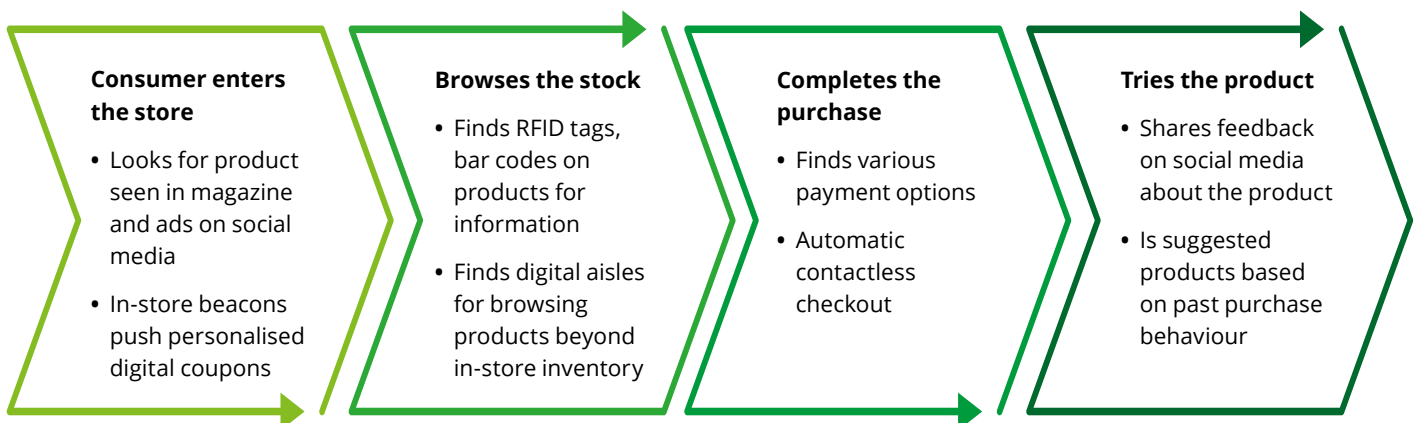 Consumer enters
the store
• Looks for product
seen in magazine
and ads on social
media
• In-store beacons
push personalised
digital coupons
Browses the stock
• Finds RFID tags,
bar codes on
products for
information
• Finds digital aisles
for browsing
products beyond
in-store inventory
Completes the
purchase
• Finds various
payment options
• Automatic
contactless
checkout
Tries the product
• Shares feedback
on social media
about the product
• Is suggested
products based
on past purchase
behaviour